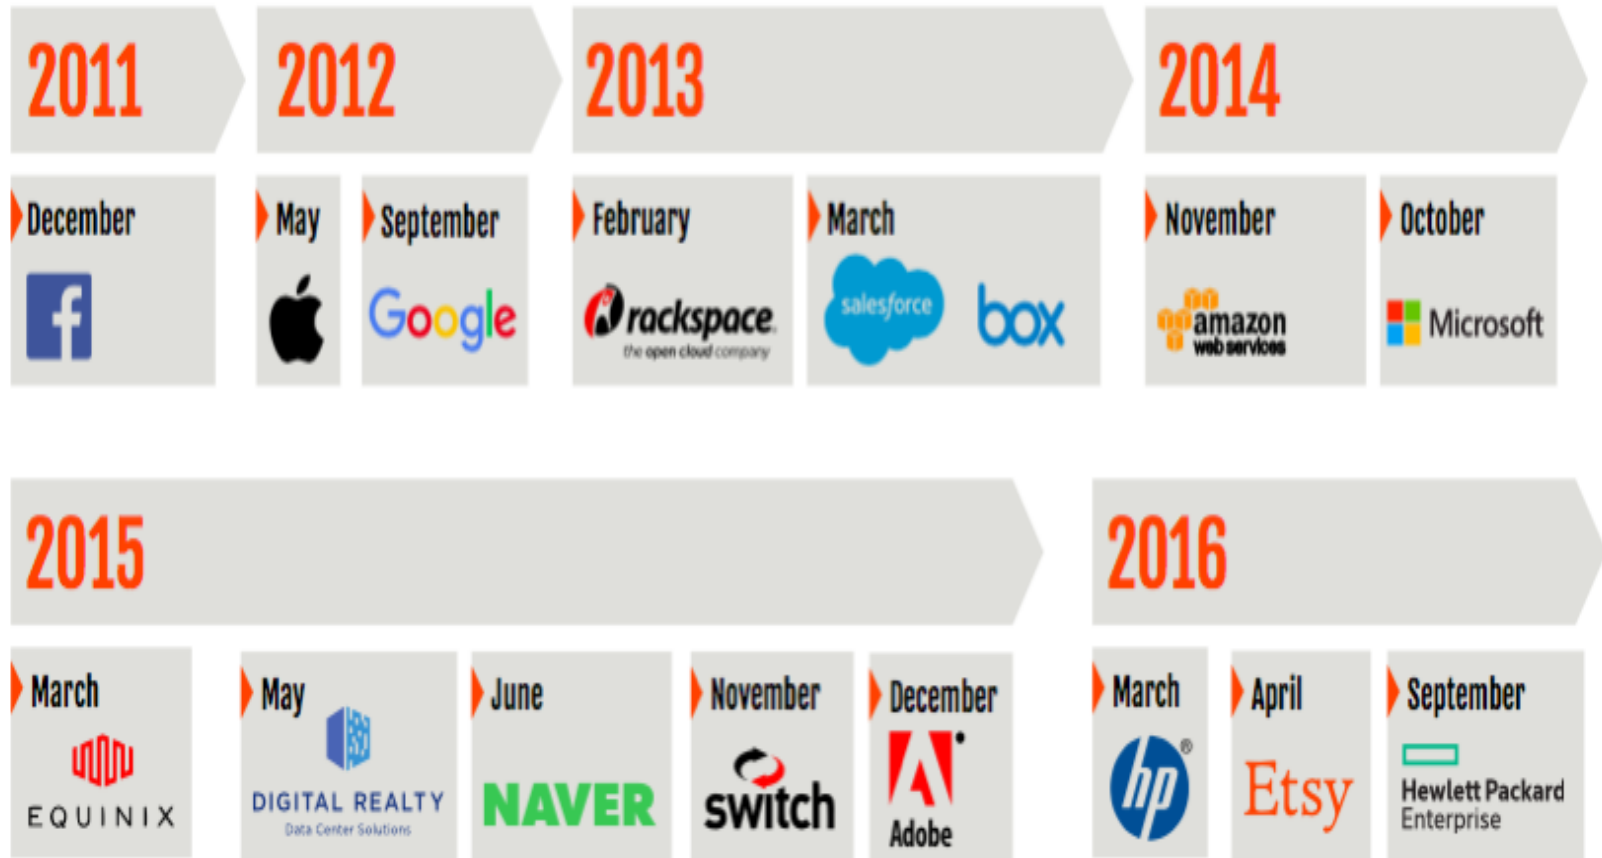 2011
2012
2013
2014
December
May
September
February
March
November
October
f
Google
rackspace.
the open cloud company
salesforce
box
amazon
web services
Microsoft
2015
2016
March
May
June
November
December
March
April
September
EQUINIX
DIGITAL REALTY
Data Center Solutions
NAVER
switch
Adobe
hp®
Etsy
Hewlett Packard
Enterprise